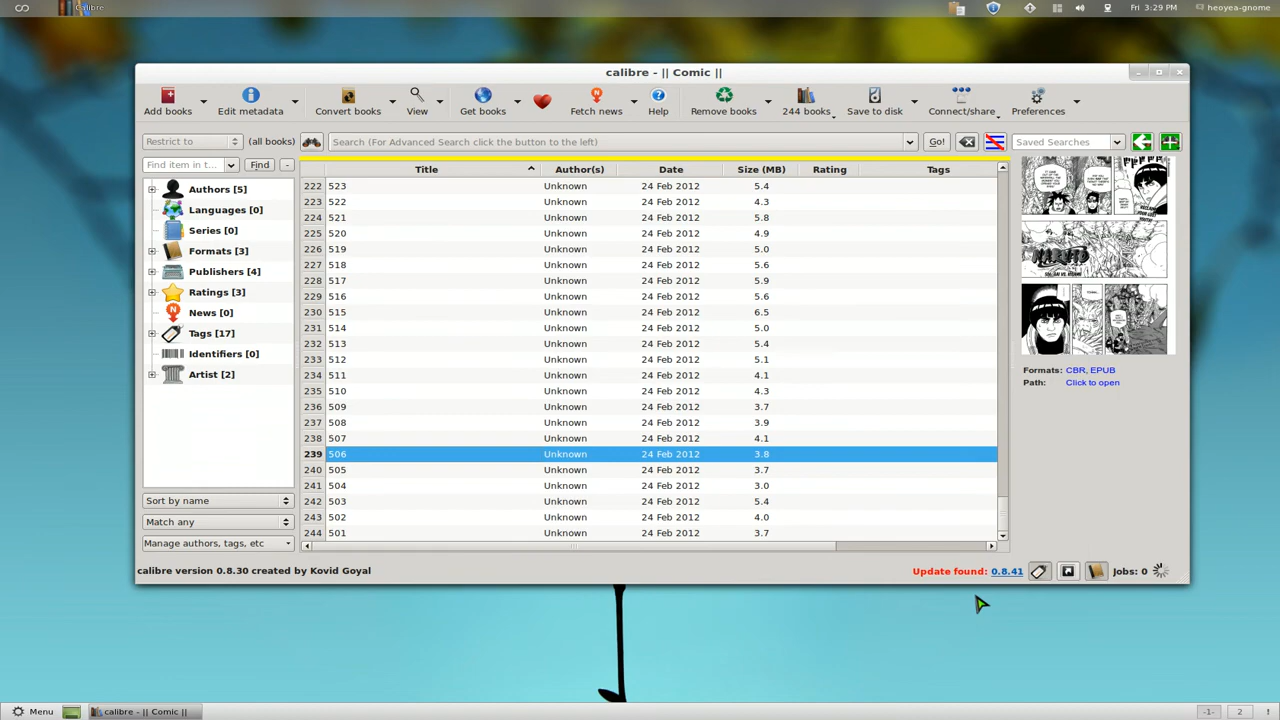 Calibre
Fri 3:29 PM
heoyea-gnome
calibre - || Comic ||
Add books
Edit metadata
Convert books
View
Get books
Fetch news
Help
Remove books
244 books
Save to disk
Connect/share
Preferences
Restrict to
(all books)
Search (For Advanced Search click the button to the left)
Go!
Saved Searches
Find item in t...
Find
-
Authors [5]
Languages [0]
Series [0]
Formats [3]
Publishers [4]
Ratings [3]
News [0]
Tags [17]
Identifiers [0]
Artist [2]
Sort by name
Match any
Manage authors, tags, etc
Title Author(s) Date Size (MB) Rating Tags
222 523 Unknown 24 Feb 2012 5.4
223 522 Unknown 24 Feb 2012 4.3
224 521 Unknown 24 Feb 2012 5.8
225 520 Unknown 24 Feb 2012 4.9
226 519 Unknown 24 Feb 2012 5.0
227 518 Unknown 24 Feb 2012 5.6
228 517 Unknown 24 Feb 2012 5.9
229 516 Unknown 24 Feb 2012 5.6
230 515 Unknown 24 Feb 2012 6.5
231 514 Unknown 24 Feb 2012 5.0
232 513 Unknown 24 Feb 2012 5.4
233 512 Unknown 24 Feb 2012 5.1
234 511 Unknown 24 Feb 2012 4.1
235 510 Unknown 24 Feb 2012 4.3
236 509 Unknown 24 Feb 2012 3.7
237 508 Unknown 24 Feb 2012 3.9
238 507 Unknown 24 Feb 2012 4.1
239 506 Unknown 24 Feb 2012 3.8
240 505 Unknown 24 Feb 2012 3.7
241 504 Unknown 24 Feb 2012 3.0
242 503 Unknown 24 Feb 2012 5.4
243 502 Unknown 24 Feb 2012 4.0
244 501 Unknown 24 Feb 2012 3.7
NARUTO
Formats: CBR, EPUB
Path: Click to open
calibre version 0.8.30 created by Kovid Goyal
Update found: 0.8.41
Jobs: 0
Menu
calibre - || Comic ||
-1-
2